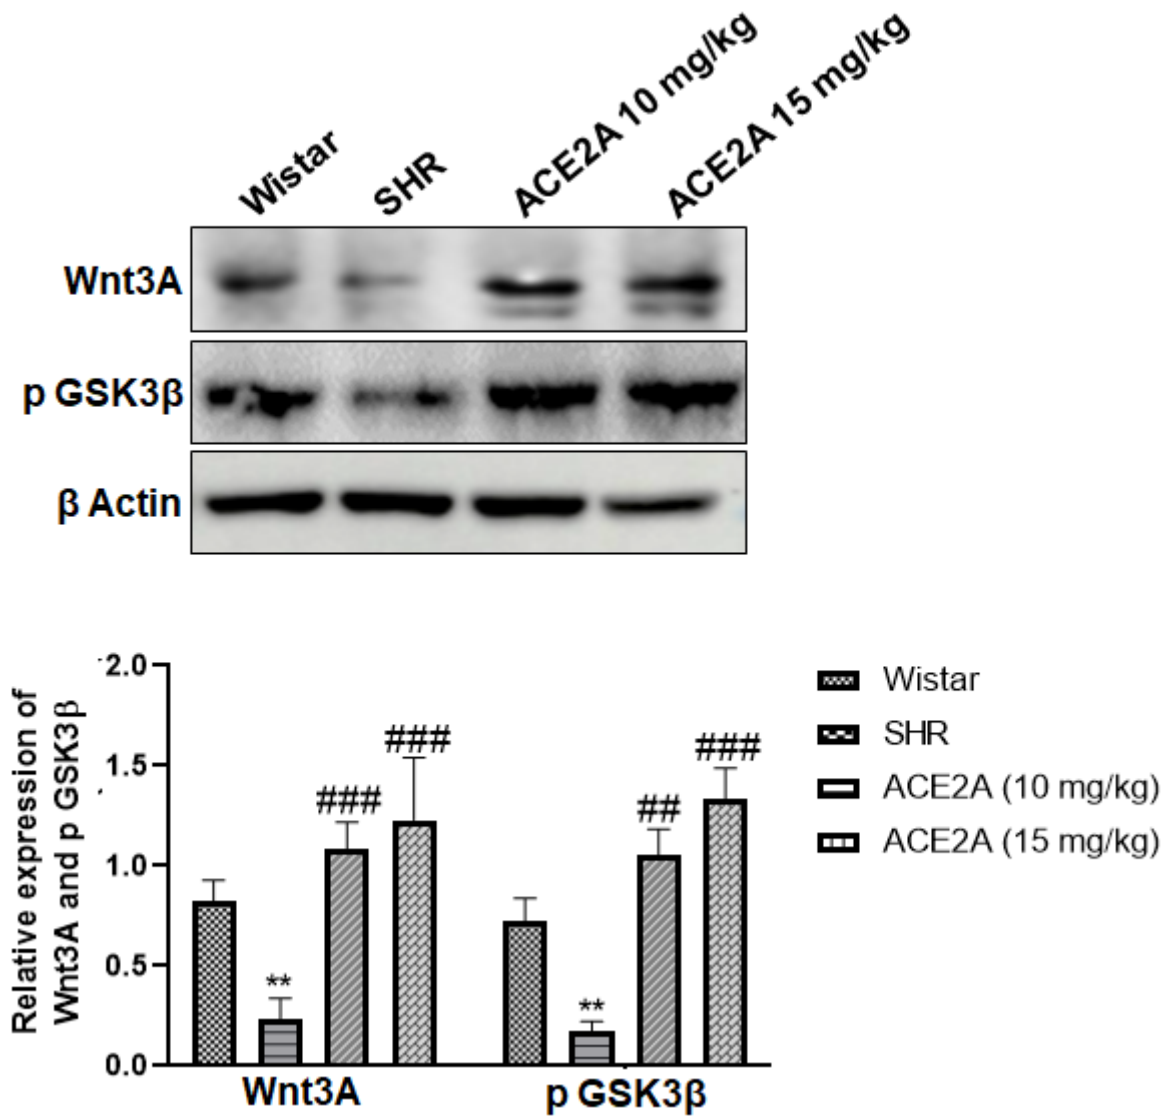 Wistar
SHR
ACE2A 10 mg/kg
ACE2A 15 mg/kg
Wnt3A
p GSK3β
β Actin
Relative expression of
Wnt3A and p GSK3β
2.0
1.5
1.0
0.5
0.0
**
###
###
**
##
###
Wnt3A
p GSK3β
Wistar
SHR
ACE2A (10 mg/kg)
ACE2A (15 mg/kg)